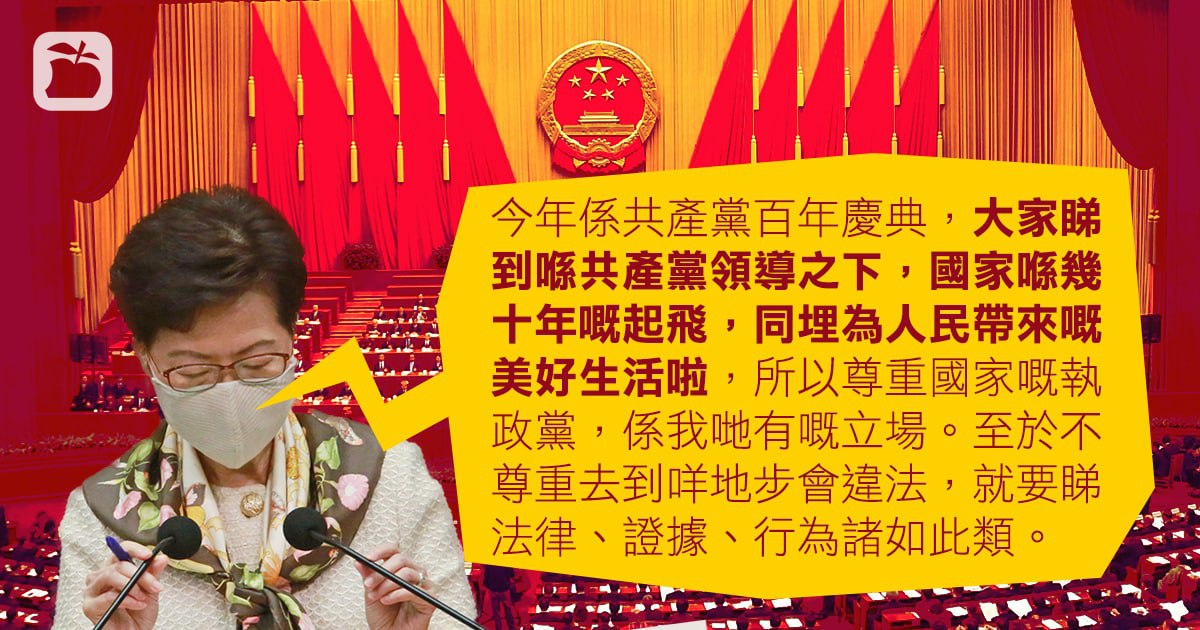 今年係共產黨百年慶典，大家睇
到喺共產黨領導之下，國家喺幾
十年嘅起飛，同埋為人民帶來嘅
美好生活啦，所以尊重國家嘅執
政黨，係我哋有嘅立場。至於不
尊重去到咩地步會違法，就要睇
法律、證據、行為諸如此類。